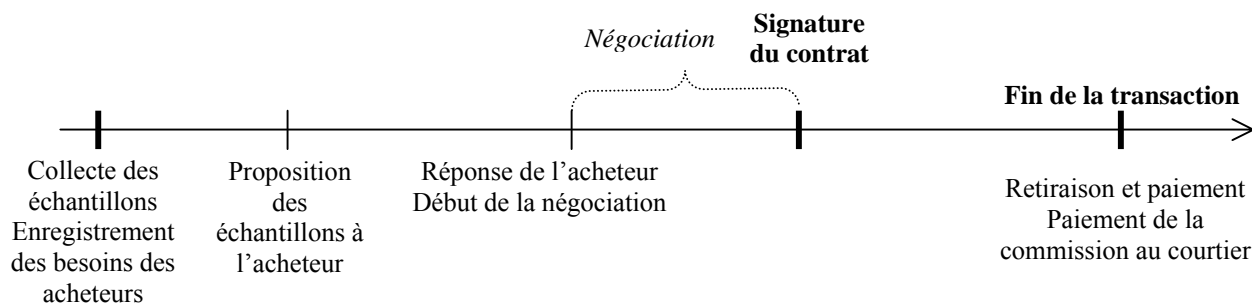 Négociation
Signature
du contrat
Fin de la transaction
Collecte des
échantillons
Enregistrement
des besoins des
acheteurs
Proposition
des
échantillons à
l’acheteur
Réponse de l’acheteur
Début de la négociation
Retiraison et paiement
Paiement de la
commission au courtier